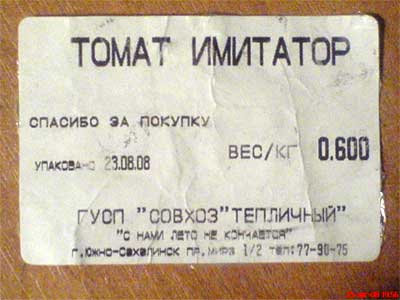 ТОМАТ ИМИТАТОР
СПАСИБО ЗА ПОКУПКУ
УПАКОВАНО 23.08.08
ВЕС/КГ 0.600
ГУСП "СОВХОЗ"ТЕПЛИЧНЫЙ"
"С НАМИ ЛЕТО НЕ КОНЧАЕТСЯ"
г.Южно-Сахалинск ПР.МИРА 1/2 ТЕЛ:77-90-75